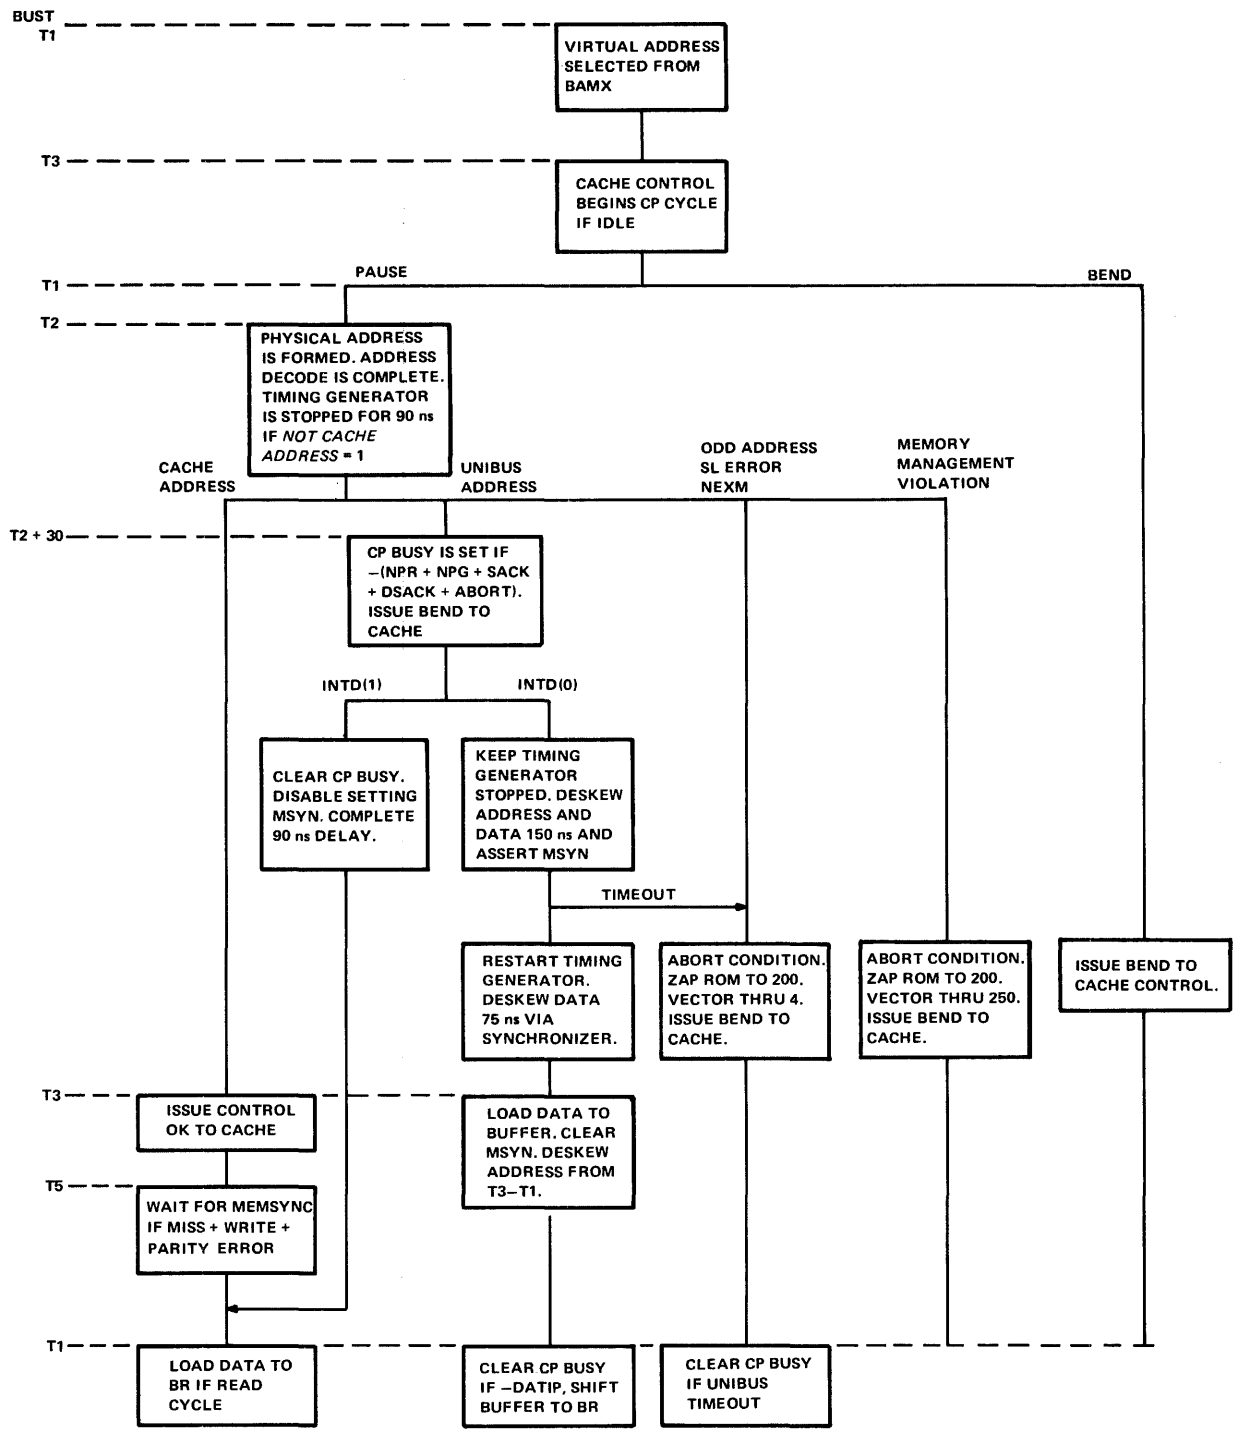 BUST
T1
VIRTUAL ADDRESS
SELECTED FROM
BAMX
T3
CACHE CONTROL
BEGINS CP CYCLE
IF IDLE
PAUSE
BEND
T1
T2
PHYSICAL ADDRESS
IS FORMED. ADDRESS
DECODE IS COMPLETE.
TIMING GENERATOR
IS STOPPED FOR 90 ns
IF NOT CACHE
ADDRESS = 1
CACHE
ADDRESS
UNIBUS
ADDRESS
ODD ADDRESS
SL ERROR
NEXM
MEMORY
MANAGEMENT
VIOLATION
T2 + 30
CP BUSY IS SET IF
–(NPR + NPG + SACK
+ DSACK + ABORT).
ISSUE BEND TO
CACHE
INTD(1)
INTD(0)
CLEAR CP BUSY.
DISABLE SETTING
MSYN. COMPLETE
90 ns DELAY.
KEEP TIMING
GENERATOR
STOPPED. DESKEW
ADDRESS AND
DATA 150 ns AND
ASSERT MSYN
TIMEOUT
RESTART TIMING
GENERATOR.
DESKEW DATA
75 ns VIA
SYNCHRONIZER.
ABORT CONDITION.
ZAP ROM TO 200.
VECTOR THRU 4.
ISSUE BEND TO
CACHE.
ABORT CONDITION.
ZAP ROM TO 200.
VECTOR THRU 250.
ISSUE BEND TO
CACHE.
ISSUE BEND TO
CACHE CONTROL.
T3
ISSUE CONTROL
OK TO CACHE
LOAD DATA TO
BUFFER. CLEAR
MSYN. DESKEW
ADDRESS FROM
T3–T1.
T5
WAIT FOR MEMSYNC
IF MISS + WRITE +
PARITY ERROR
T1
LOAD DATA TO
BR IF READ
CYCLE
CLEAR CP BUSY
IF –DATIP, SHIFT
BUFFER TO BR
CLEAR CP BUSY
IF UNIBUS
TIMEOUT